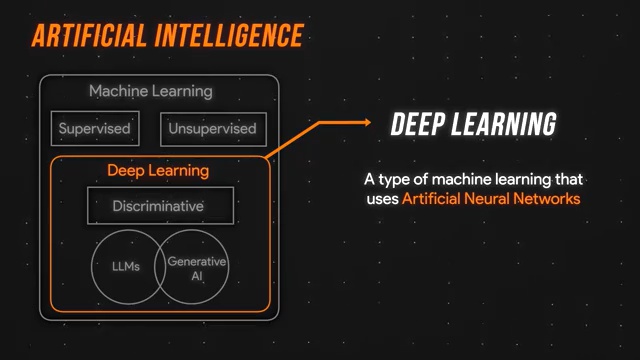 ARTIFICIAL INTELLIGENCE
Machine Learning
Supervised
Unsupervised
Deep Learning
Discriminative
LLMs
Generative
AI
DEEP LEARNING
A type of machine learning that
uses Artificial Neural Networks